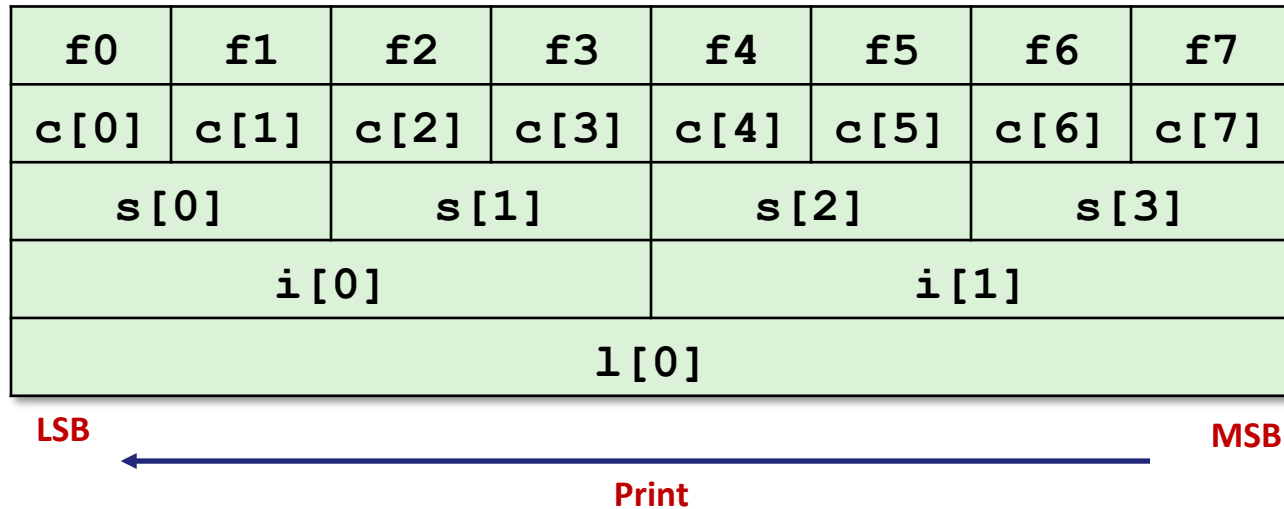 f0 f1 f2 f3 f4 f5 f6 f7
c[0] c[1] c[2] c[3] c[4] c[5] c[6] c[7]
s[0] s[1] s[2] s[3]
i[0] i[1]
l[0]
LSB MSB
Print